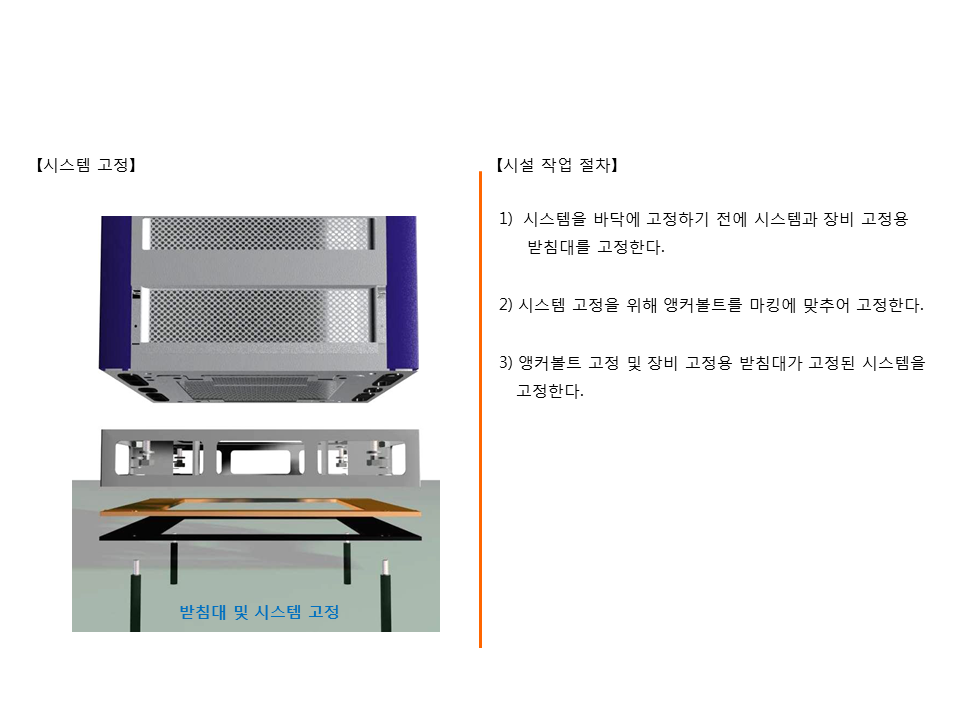 【시스템 고정】
받침대 및 시스템 고정
【시설 작업 절차】
1) 시스템을 바닥에 고정하기 전에 시스템과 장비 고정용
받침대를 고정한다.
2) 시스템 고정을 위해 앵커볼트를 마킹에 맞추어 고정한다.
3) 앵커볼트 고정 및 장비 고정용 받침대가 고정된 시스템을
고정한다.